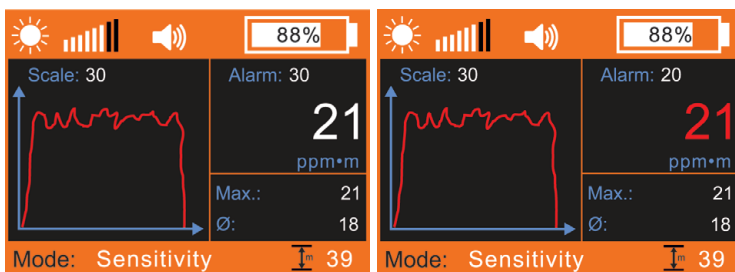 88%
Scale: 30
Alarm: 30
21
ppm•m
Max.: 21
Ø: 18
Mode: Sensitivity
m 39
88%
Scale: 30
Alarm: 20
21
ppm•m
Max.: 21
Ø: 18
Mode: Sensitivity
m 39